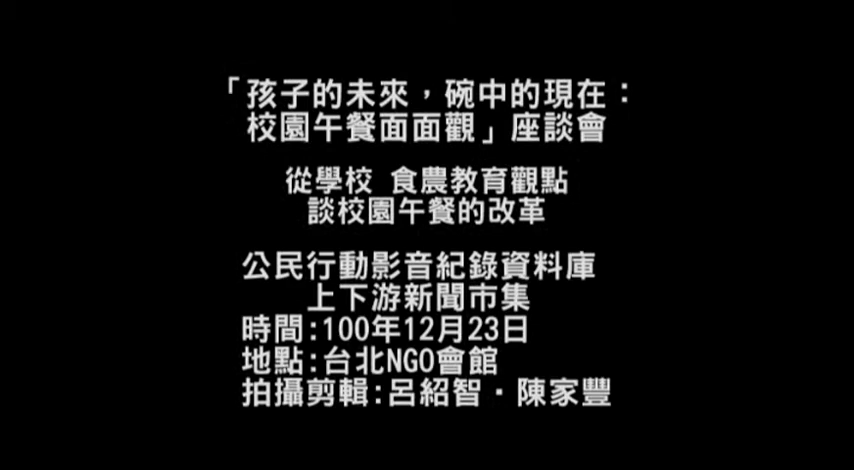 「孩子的未來，碗中的現在：
校園午餐面面觀」座談會
從學校 食農教育觀點
談校園午餐的改革
公民行動影音紀錄資料庫
上下游新聞市集
時間:100年12月23日
地點:台北NGO會館
拍攝剪輯:呂紹智·陳家豐